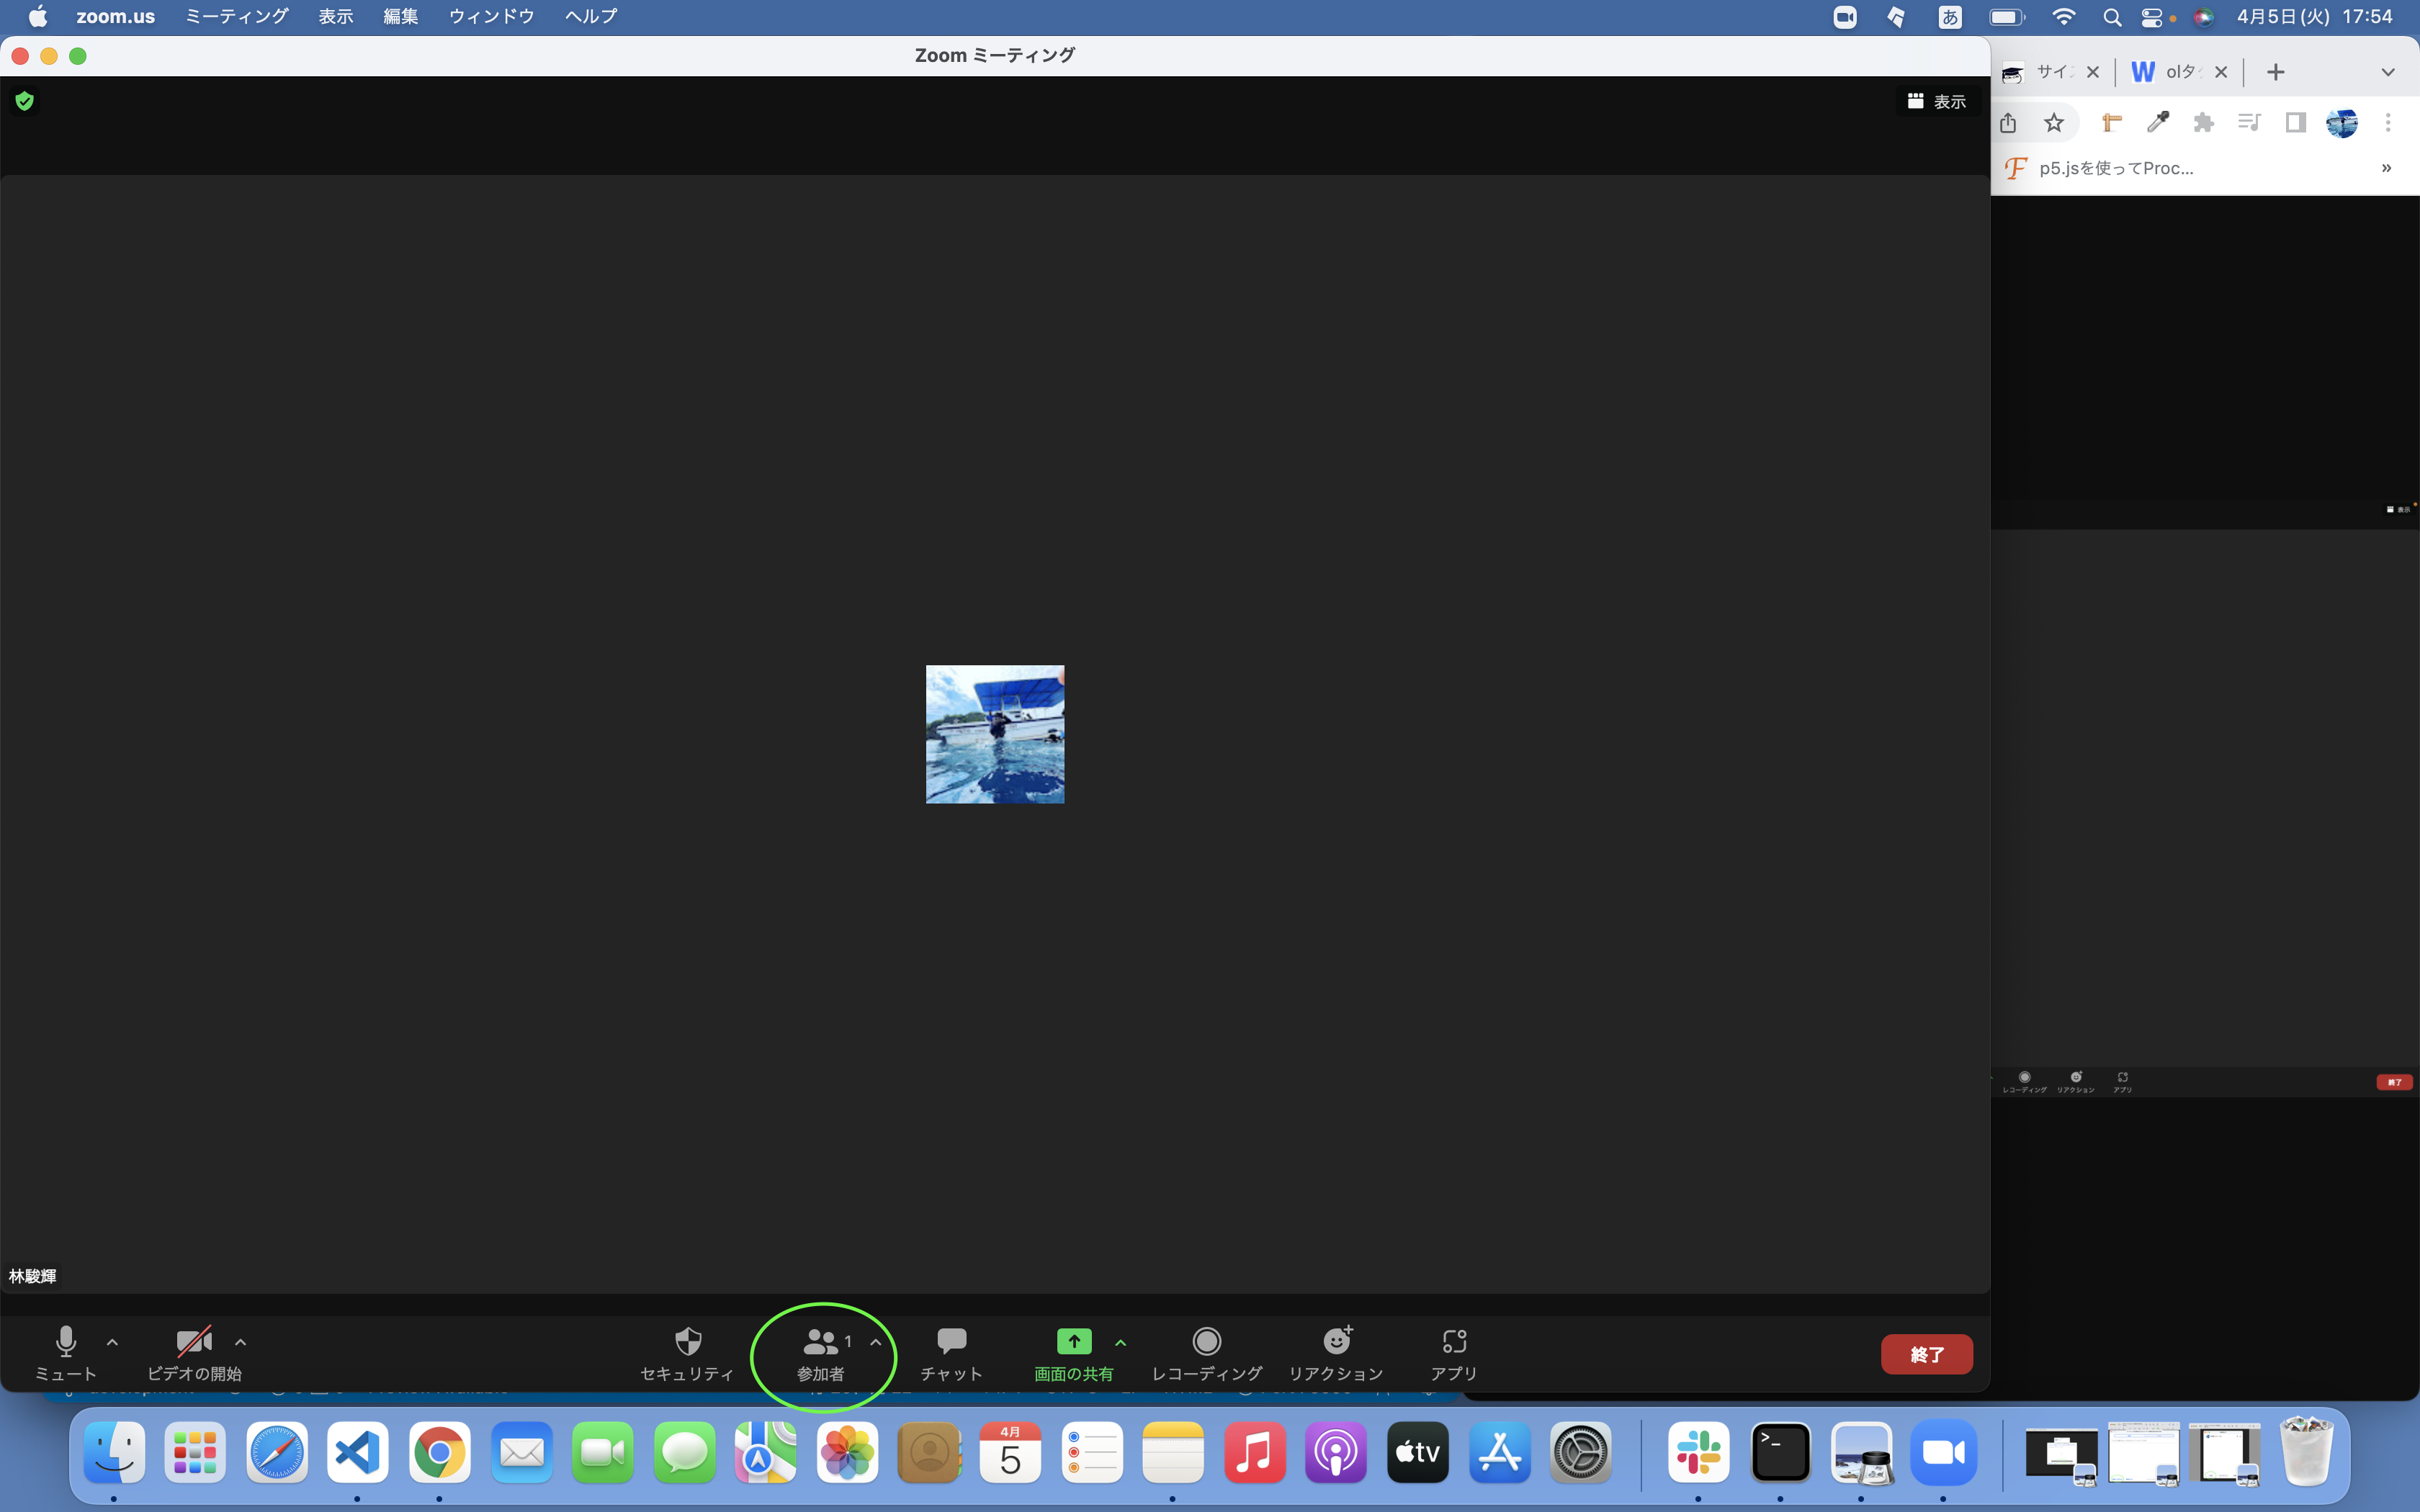 zoom.us ミーティング 表示 編集 ウィンドウ ヘルプ あ 4月5日(火) 17:54
Zoom ミーティング
サイ
W olタ
表示
p5.jsを使ってProc... »
表示
林駿輝
レコーディング リアクション アプリ 終了
1
ミュート ビデオの開始 セキュリティ 参加者 チャット 画面の共有 レコーディング リアクション アプリ 終了
4月
5
tv
>_